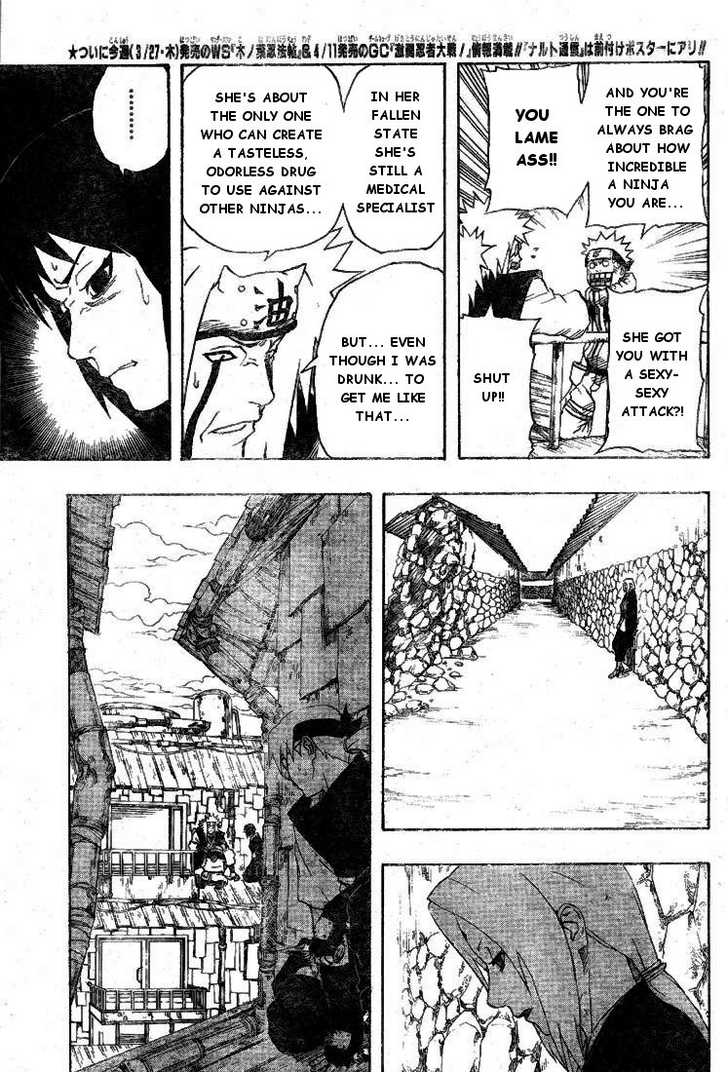 ★ついに今週(3/27・木)発売のWS『木ノ葉忍法帖』&4/11発売のGC『激闘忍者大戦!』情報満載!!『ナルト通信』は前付けポスターにアリ!!
AND YOU'RE
THE ONE TO
ALWAYS BRAG
ABOUT HOW
INCREDIBLE
A NINJA
YOU ARE...
YOU
LAME
ASS!!
SHE GOT
YOU WITH
A SEXY-
SEXY
ATTACK?!
SHUT
UP!!
IN HER
FALLEN
STATE
SHE'S
STILL A
MEDICAL
SPECIALIST
SHE'S ABOUT
THE ONLY ONE
WHO CAN CREATE
A TASTELESS,
ODORLESS DRUG
TO USE AGAINST
OTHER NINJAS...
BUT... EVEN
THOUGH I WAS
DRUNK... TO
GET ME LIKE
THAT...
.........
油